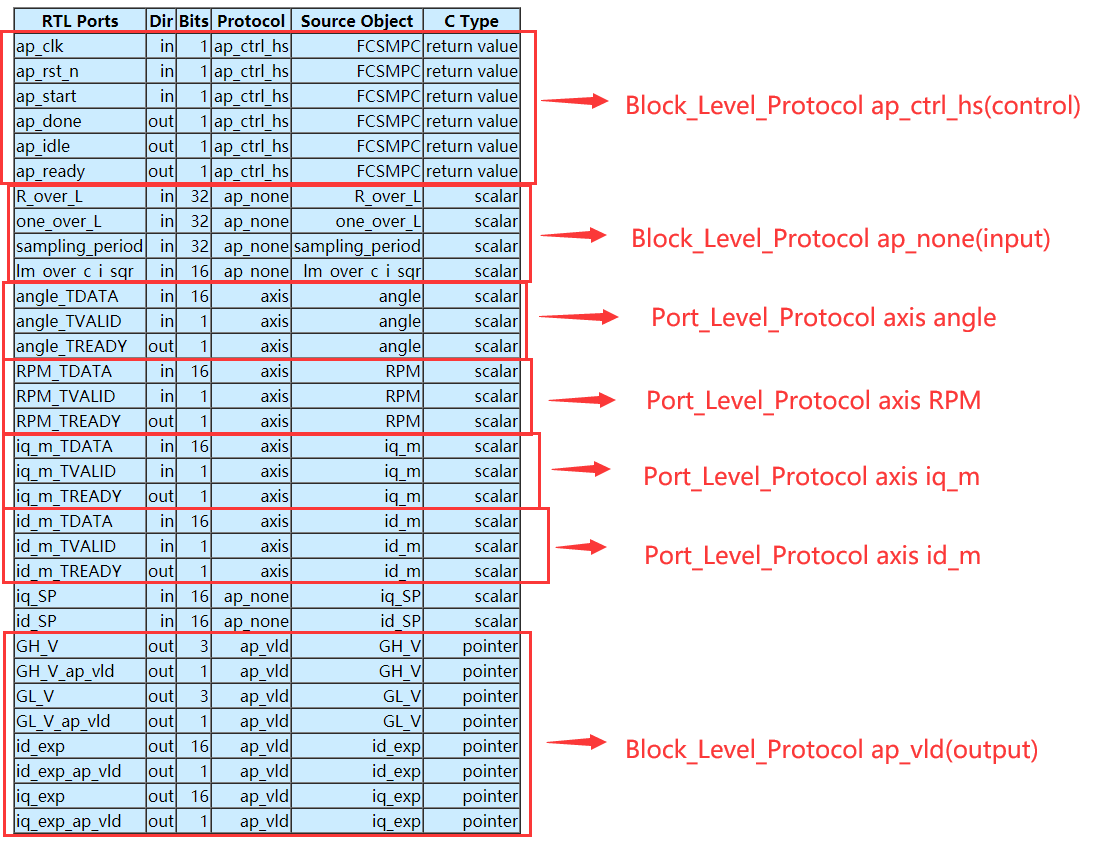 RTL Ports Dir Bits Protocol Source Object C Type
ap_clk in 1 ap_ctrl_hs FCSMPC return value
ap_rst_n in 1 ap_ctrl_hs FCSMPC return value
ap_start in 1 ap_ctrl_hs FCSMPC return value
Block_Level_Protocol ap_ctrl_hs(control)
ap_done out 1 ap_ctrl_hs FCSMPC return value
ap_idle out 1 ap_ctrl_hs FCSMPC return value
ap_ready out 1 ap_ctrl_hs FCSMPC return value
R_over_L in 32 ap_none R_over_L scalar
one_over_L in 32 ap_none one_over_L scalar
Block_Level_Protocol ap_none(input)
sampling_period in 32 ap_none sampling_period scalar
lm_over_c_i_sqr in 16 ap_none lm_over_c_i_sqr scalar
angle_TDATA in 16 axis angle scalar
angle_TVALID in 1 axis angle scalar
Port_Level_Protocol axis angle
angle_TREADY out 1 axis angle scalar
RPM_TDATA in 16 axis RPM scalar
RPM_TVALID in 1 axis RPM scalar
Port_Level_Protocol axis RPM
RPM_TREADY out 1 axis RPM scalar
iq_m_TDATA in 16 axis iq_m scalar
iq_m_TVALID in 1 axis iq_m scalar
Port_Level_Protocol axis iq_m
iq_m_TREADY out 1 axis iq_m scalar
id_m_TDATA in 16 axis id_m scalar
id_m_TVALID in 1 axis id_m scalar
Port_Level_Protocol axis id_m
id_m_TREADY out 1 axis id_m scalar
iq_SP in 16 ap_none iq_SP scalar
id_SP in 16 ap_none id_SP scalar
GH_V out 3 ap_vld GH_V pointer
GH_V_ap_vld out 1 ap_vld GH_V pointer
GL_V out 3 ap_vld GL_V pointer
GL_V_ap_vld out 1 ap_vld GL_V pointer
id_exp out 16 ap_vld id_exp pointer
Block_Level_Protocol ap_vld(output)
id_exp_ap_vld out 1 ap_vld id_exp pointer
iq_exp out 16 ap_vld iq_exp pointer
iq_exp_ap_vld out 1 ap_vld iq_exp pointer